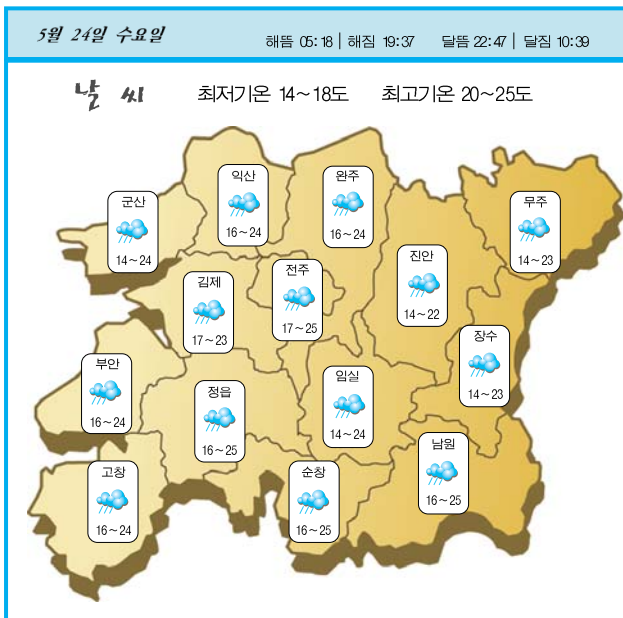 5월 24일 수요일
해뜸 05:18 | 해짐 19:37 달뜸 22:47 | 달짐 10:39
날 씨 최저기온 14~18도 최고기온 20~25도
익산
16~24
완주
16~24
군산
14~24
무주
14~23
진안
14~22
전주
17~25
김제
17~23
장수
14~23
부안
16~24
임실
14~24
정읍
16~25
남원
16~25
고창
16~24
순창
16~25